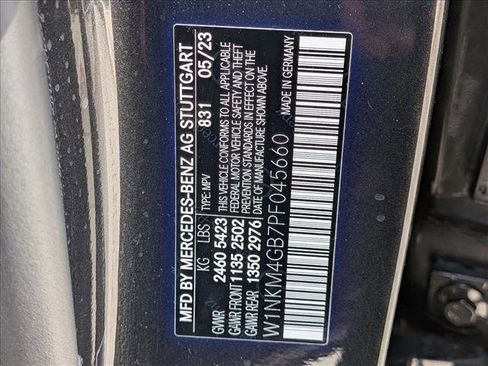 MFD BY MERCEDES-BENZ AG STUTTGART
KG LBS TYPE: MPV 831 05/23
GVWR 2460 5423 THIS VEHICLE CONFORMS TO ALL APPLICABLE
GAWR FRONT 1135 2502 FEDERAL MOTOR VEHICLE SAFETY AND THEFT
GAWR REAR 1350 2976 PREVENTION STANDARDS IN EFFECT ON THE
DATE OF MANUFACTURE SHOWN ABOVE.
W1NKM4GB7PF045660 MADE IN GERMANY